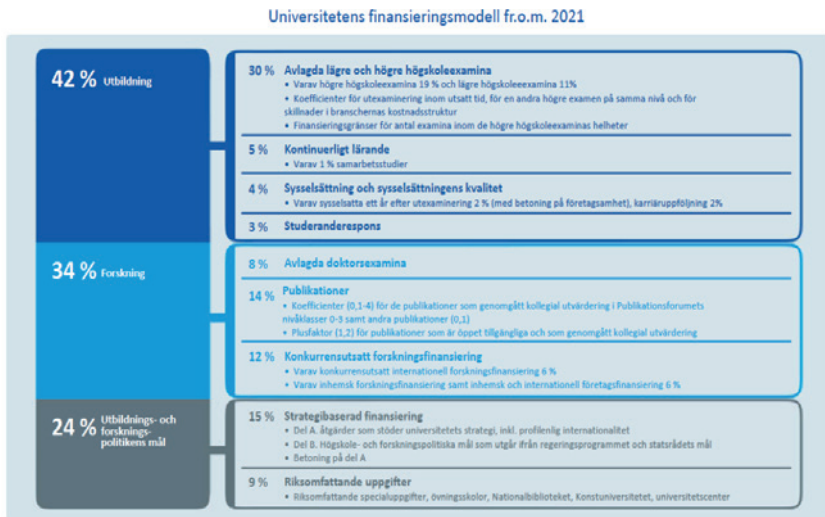 Universitetens finansieringsmodell fr.o.m. 2021
42 % Utbildning
30 % Avlagda lägre och högre högskoleexamina
• Varav högre högskoleexamina 19 % och lägre högskoleeexamina 11%
• Koefficienter för utexaminering inom utsatt tid, för en andra högre examen på samma nivå och för
skillnader i branschernas kostnadsstruktur
• Finansieringsgränser för antal examina inom de högre högskoleexaminas helheter
5 % Kontinuerligt lärande
• Varav 1 % samarbetsstudier
4 % Sysselsättning och sysselsättningens kvalitet
• Varav sysselsatta ett år efter utexaminering 2 % (med betoning på företagsamhet), karriäruppföljning 2%
3 % Studeranderespons
34 % Forskning
8 % Avlagda doktorsexamina
14 % Publikationer
• Koefficienter (0,1-4) för de publikationer som genomgått kollegial utvärdering i Publikationsforumets
nivåklasser 0-3 samt andra publikationer (0,1)
• Plusfaktor (1,2) för publikationer som är öppet tillgängliga och som genomgått kollegial utvärdering
12 % Konkurrensutsatt forskningsfinansiering
• Varav konkurrensutsatt internationell forskningsfinansiering 6 %
• Varav inhemsk forskningsfinansiering samt inhemsk och internationell företagsfinansiering 6 %
24 % Utbildnings- och
forsknings-
politikens mål
15 % Strategibaserad finansiering
• Del A. åtgärder som stöder universitetets strategi, inkl. profilenlig internationalitet
• Del B. Högskole- och forskningspolitiska mål som utgår ifrån regeringsprogrammet och statsrådets mål
• Betoning på del A
9 % Riksomfattande uppgifter
• Riksomfattande specialuppgifter, övningsskolor, Nationalbiblioteket, Konstuniversitetet, universitetscenter